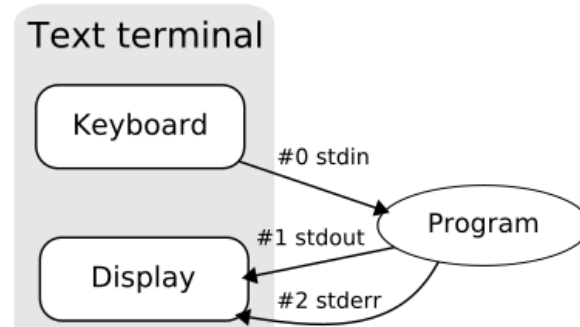 Text terminal
Keyboard
#0 stdin
Program
#1 stdout
Display
#2 stderr